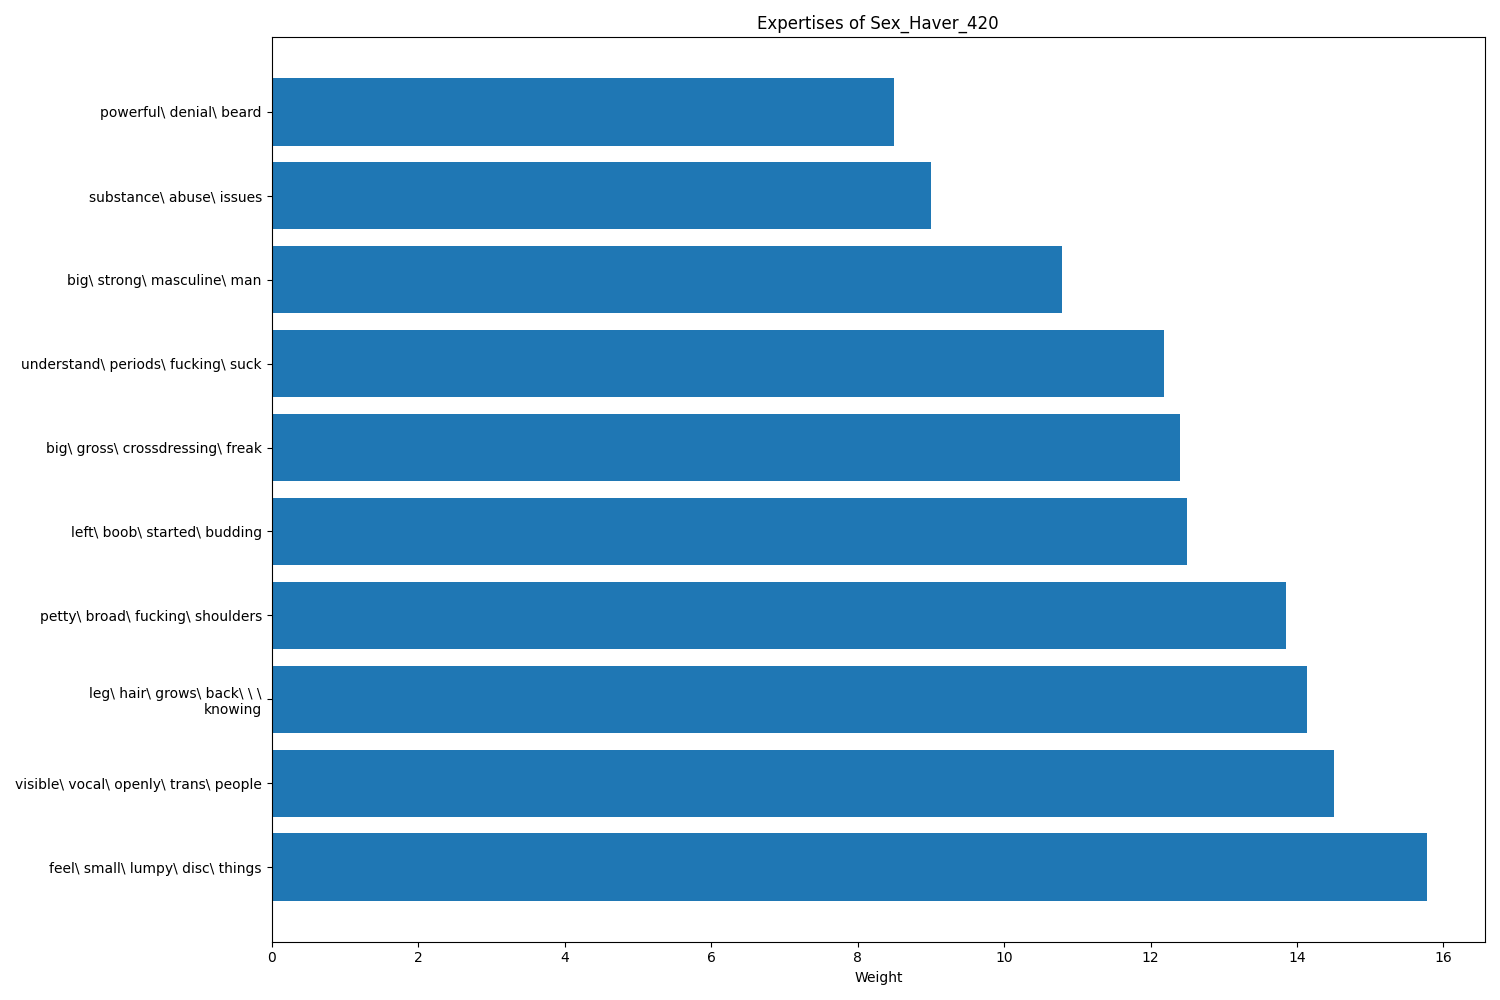 Expertises of Sex_Haver_420
powerful\ denial\ beard
substance\ abuse\ issues
big\ strong\ masculine\ man
understand\ periods\ fucking\ suck
big\ gross\ crossdressing\ freak
left\ boob\ started\ budding
petty\ broad\ fucking\ shoulders
leg\ hair\ grows\ back\ \ \
knowing
visible\ vocal\ openly\ trans\ people
feel\ small\ lumpy\ disc\ things
0 2 4 6 8 10 12 14 16
Weight